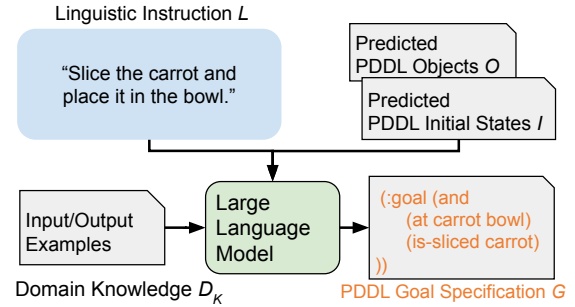 Linguistic Instruction L
“Slice the carrot and
place it in the bowl.”
Predicted
PDDL Objects O
Predicted
PDDL Initial States I
Input/Output
Examples
Domain Knowledge D_K
Large
Language
Model
(:goal (and
(at carrot bowl)
(is-sliced carrot)
))
PDDL Goal Specification G